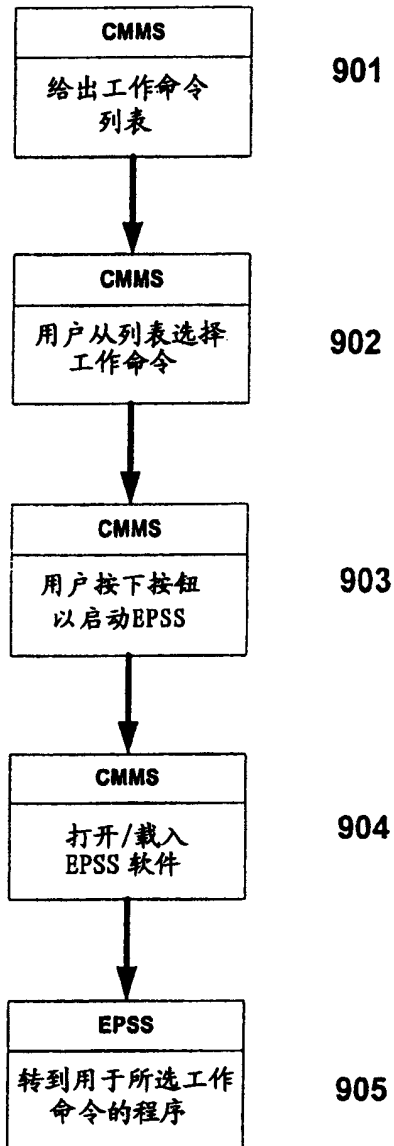 CMMS
901
给出工作命令
列表
CMMS
用户从列表选择
902
工作命令
CMMS
用户按下按钮
903
以启动EPSS
CMMS
打开/载入
904
EPSS 软件
EPSS
转到用于所选工作
905
命令的程序